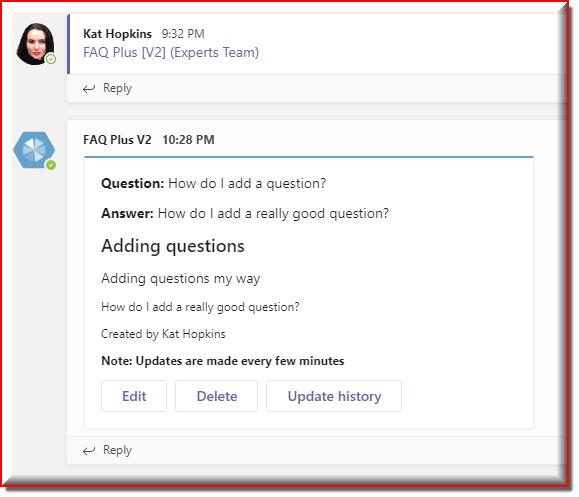 Kat Hopkins 9:32 PM
FAQ Plus [V2] (Experts Team)
Reply
FAQ Plus V2 10:28 PM
Question: How do I add a question?
Answer: How do I add a really good question?
Adding questions
Adding questions my way
How do I add a really good question?
Created by Kat Hopkins
Note: Updates are made every few minutes
Edit Delete Update history
Reply